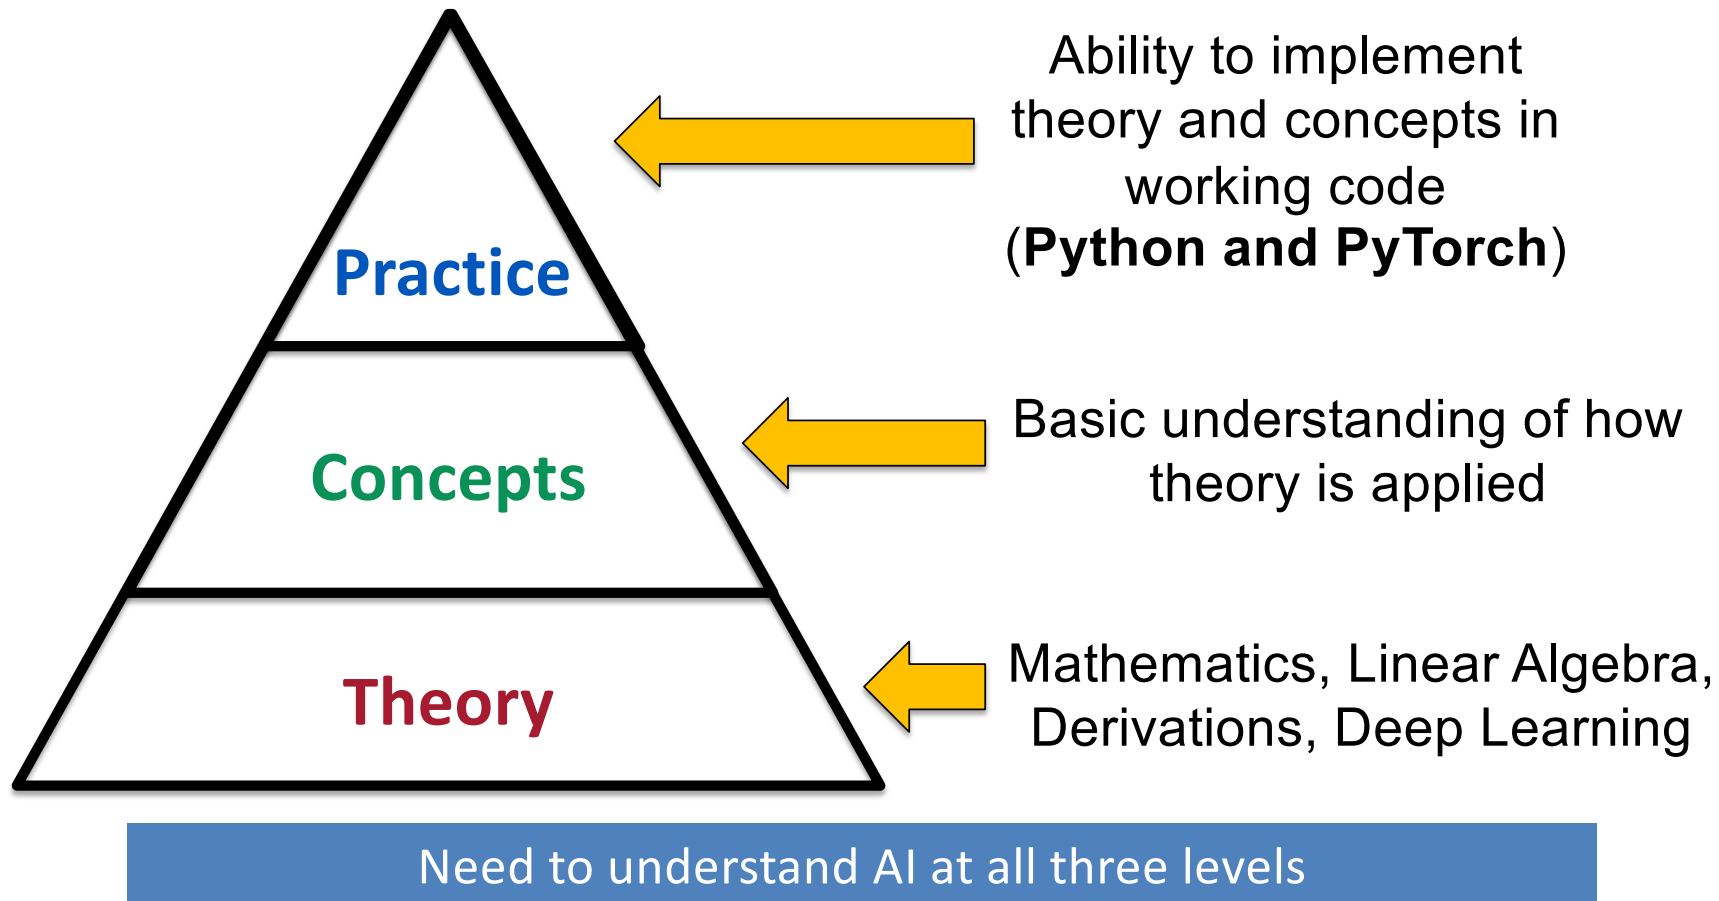 Ability to implement
theory and concepts in
working code
(Python and PyTorch)
Practice
Basic understanding of how
theory is applied
Concepts
Mathematics, Linear Algebra,
Derivations, Deep Learning
Theory
Need to understand AI at all three levels